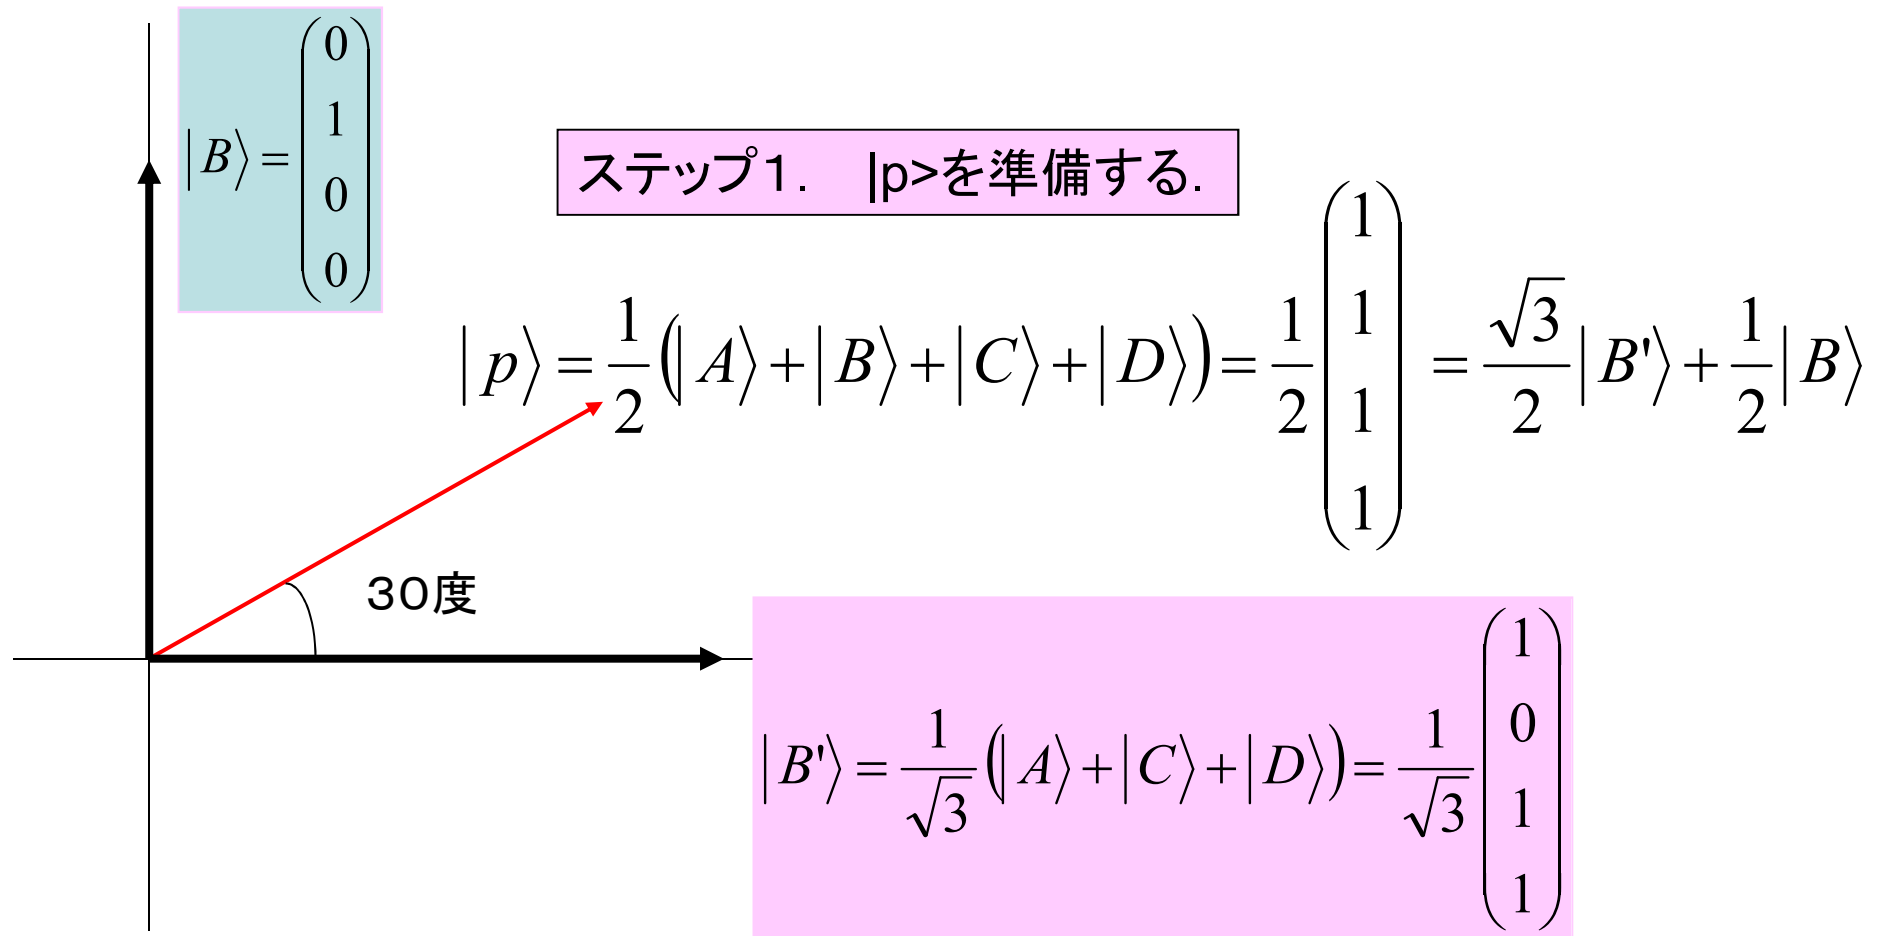 |B⟩ = (0 1 0 0)
ステップ１.　|p>を準備する.
|p⟩ = 1/2 (|A⟩ + |B⟩ + |C⟩ + |D⟩) = 1/2 (1 1 1 1) = √3/2 |B'⟩ + 1/2 |B⟩
３０度
|B'⟩ = 1/√3 (|A⟩ + |C⟩ + |D⟩) = 1/√3 (1 0 1 1)